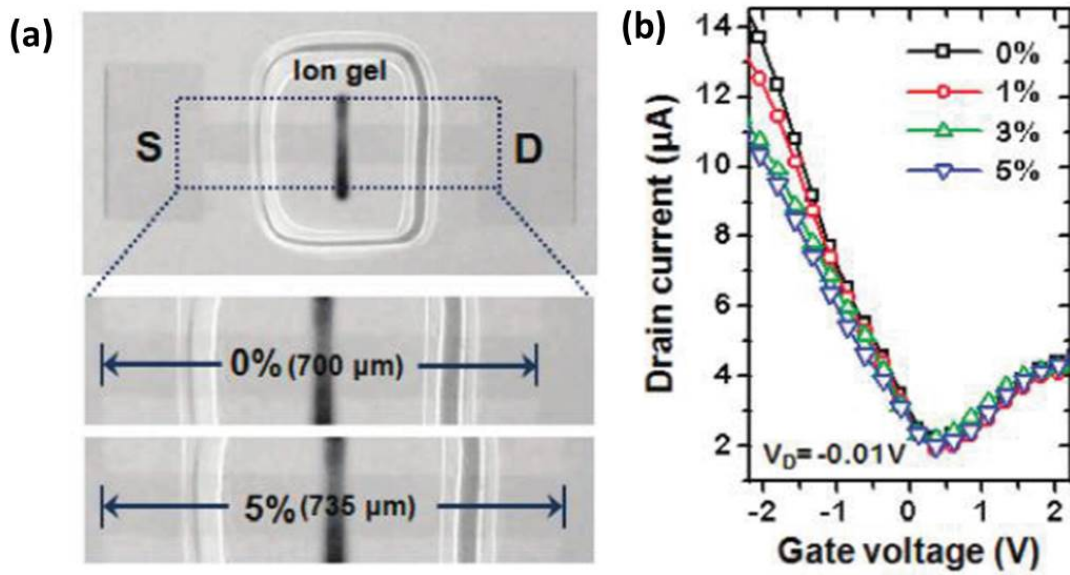 (a)
Ion gel
S
D
0% (700 µm)
5% (735 µm)
(b)
Drain current (µA)
14
12
10
8
6
4
2
0%
1%
3%
5%
V_D= -0.01V
-2
-1
0
1
2
Gate voltage (V)